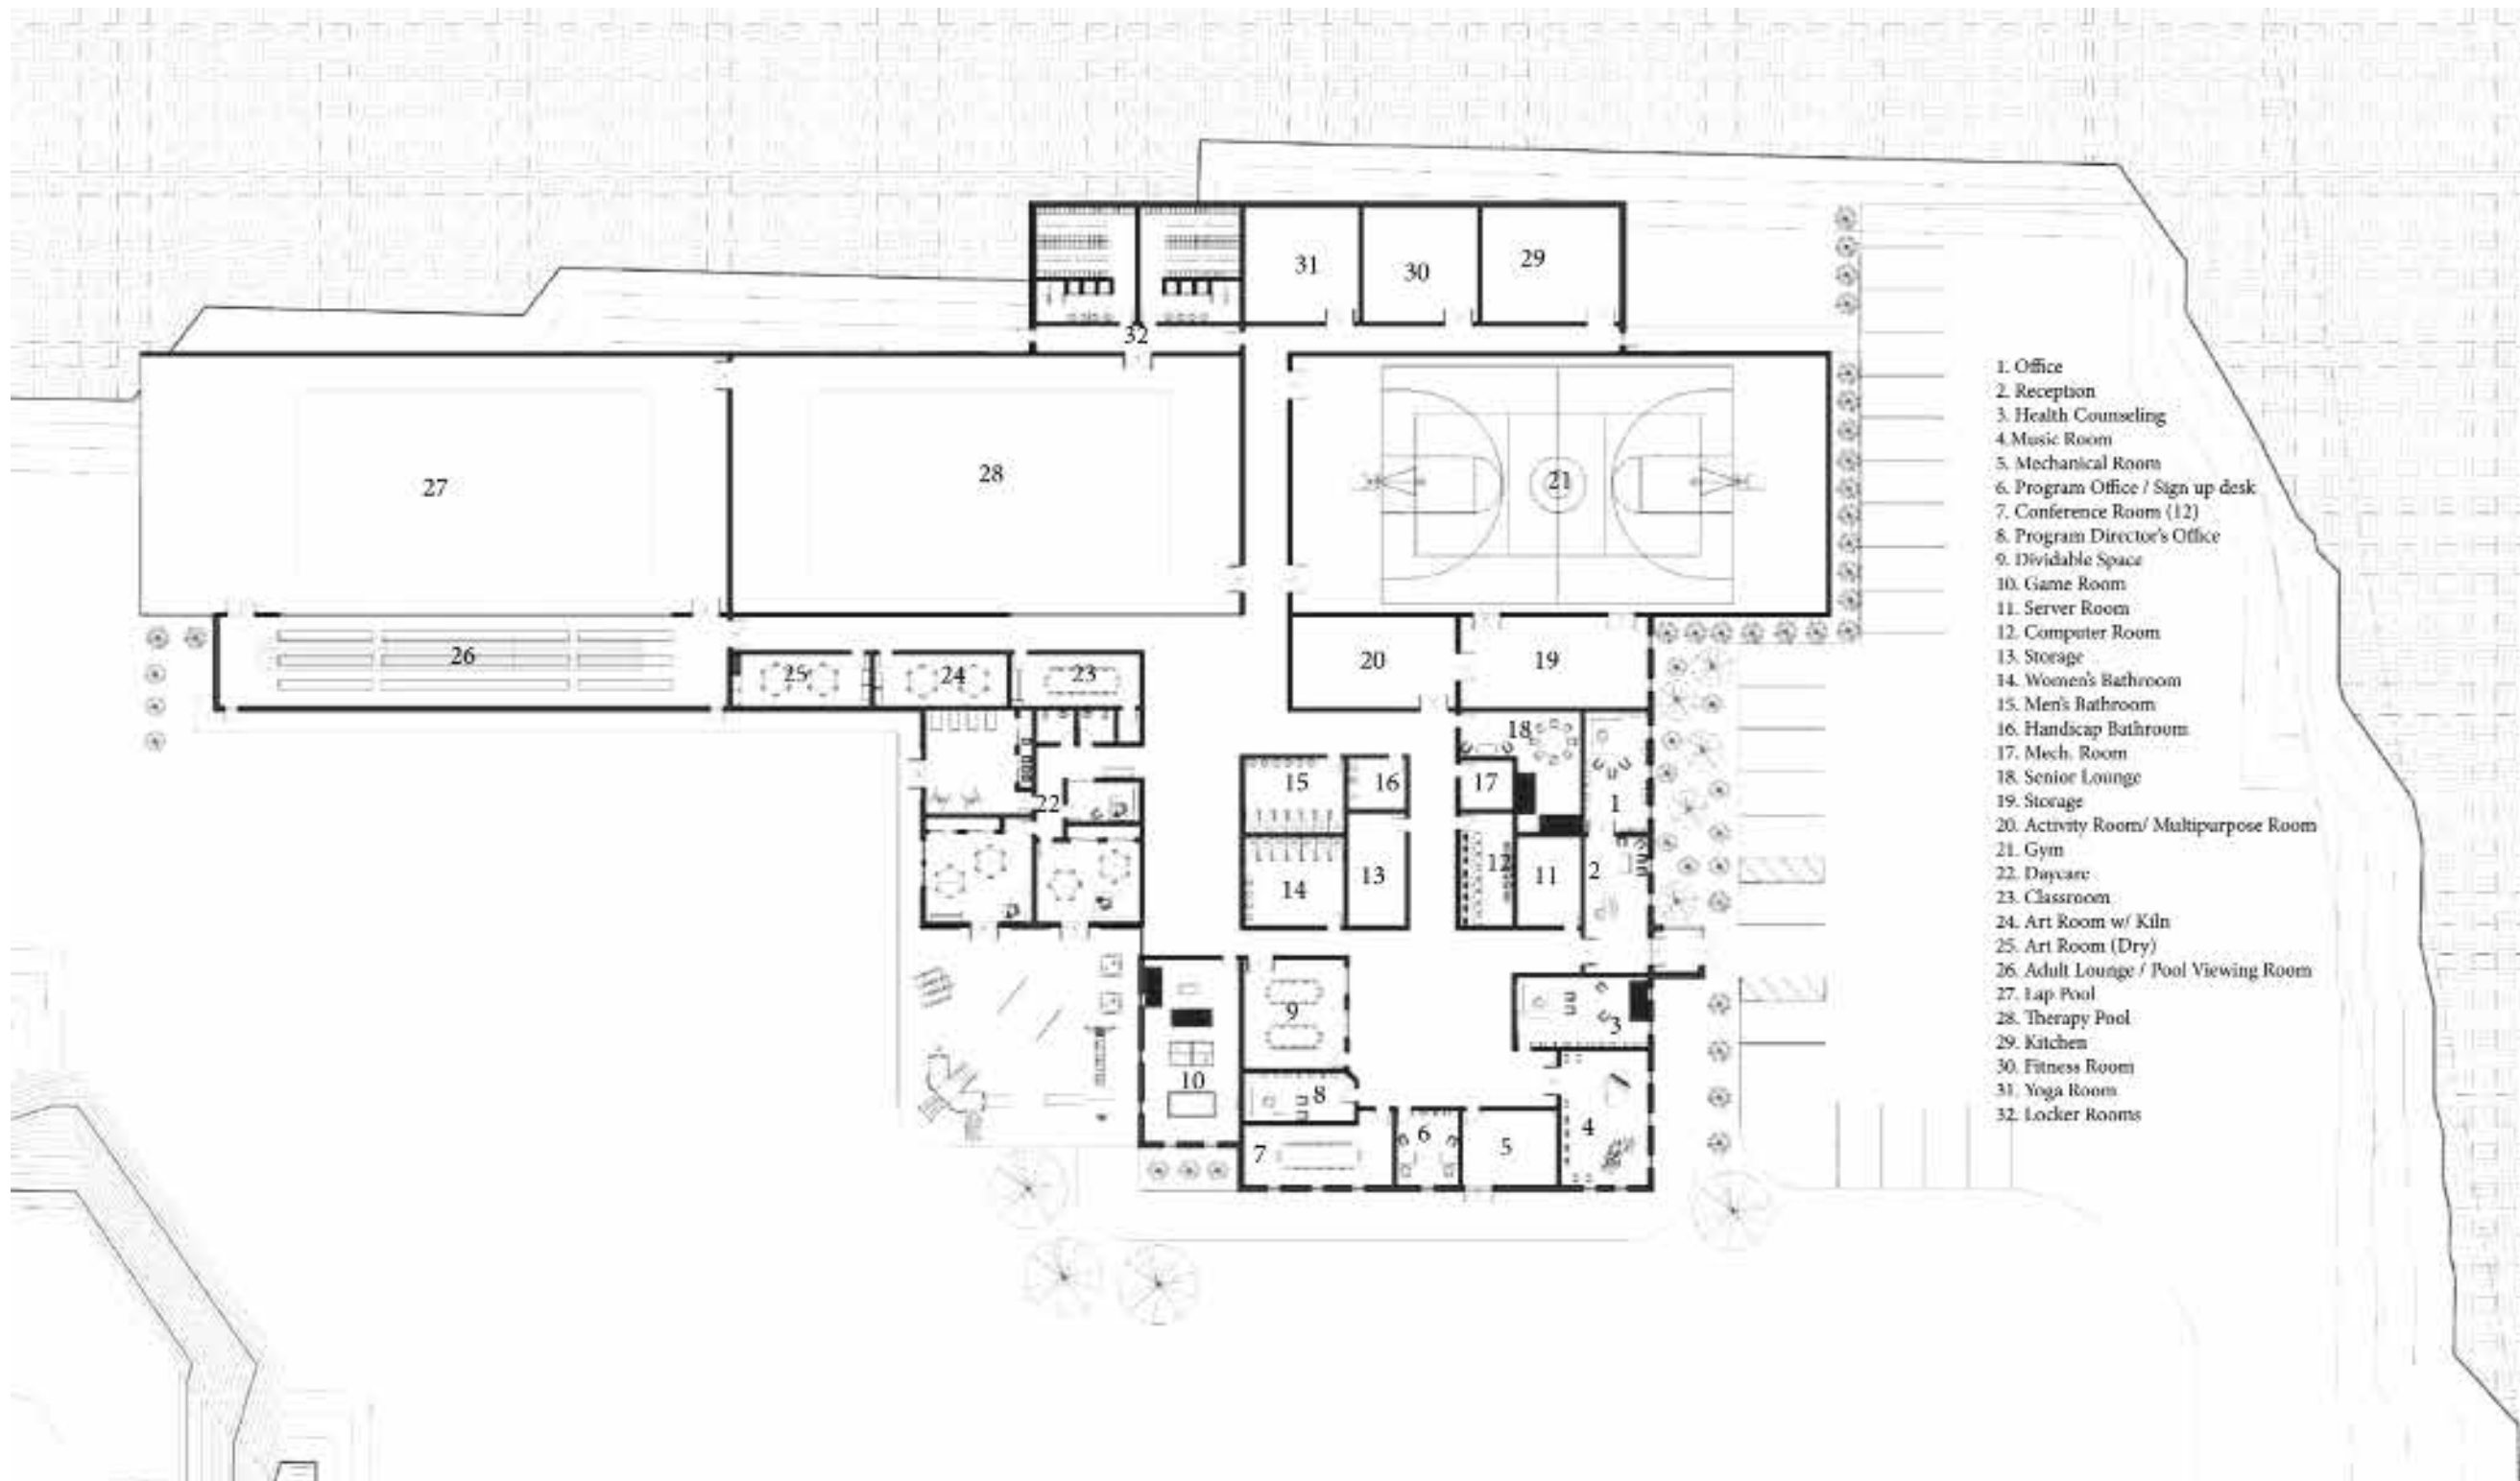 31
30
29
32
27
28
21
26
25
24
23
20
19
18
22
15
16
17
1
14
13
12
11
2
9
3
10
8
7
6
5
4
1. Office
2. Reception
3. Health Counseling
4.Music Room
5. Mechanical Room
6. Program Office / Sign up desk
7. Conference Room (12)
8. Program Director's Office
9. Dividable Space
10. Game Room
11. Server Room
12. Computer Room
13. Storage
14. Women's Bathroom
15. Men's Bathroom
16. Handicap Bathroom
17. Mech. Room
18. Senior Lounge
19. Storage
20. Activity Room/ Multipurpose Room
21. Gym
22. Daycare
23. Classroom
24. Art Room w/ Kiln
25. Art Room (Dry)
26. Adult Lounge / Pool Viewing Room
27. Lap Pool
28. Therapy Pool
29. Kitchen
30. Fitness Room
31. Yoga Room
32. Locker Rooms